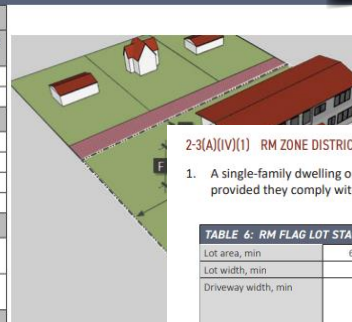 F
2-3(A)(IV)(1) RM ZONE DISTRIC
1. A single-family dwelling o
provided they comply wit
TABLE 6: RM FLAG LOT STA
Lot area, min 6
Lot width, min
Driveway width, min